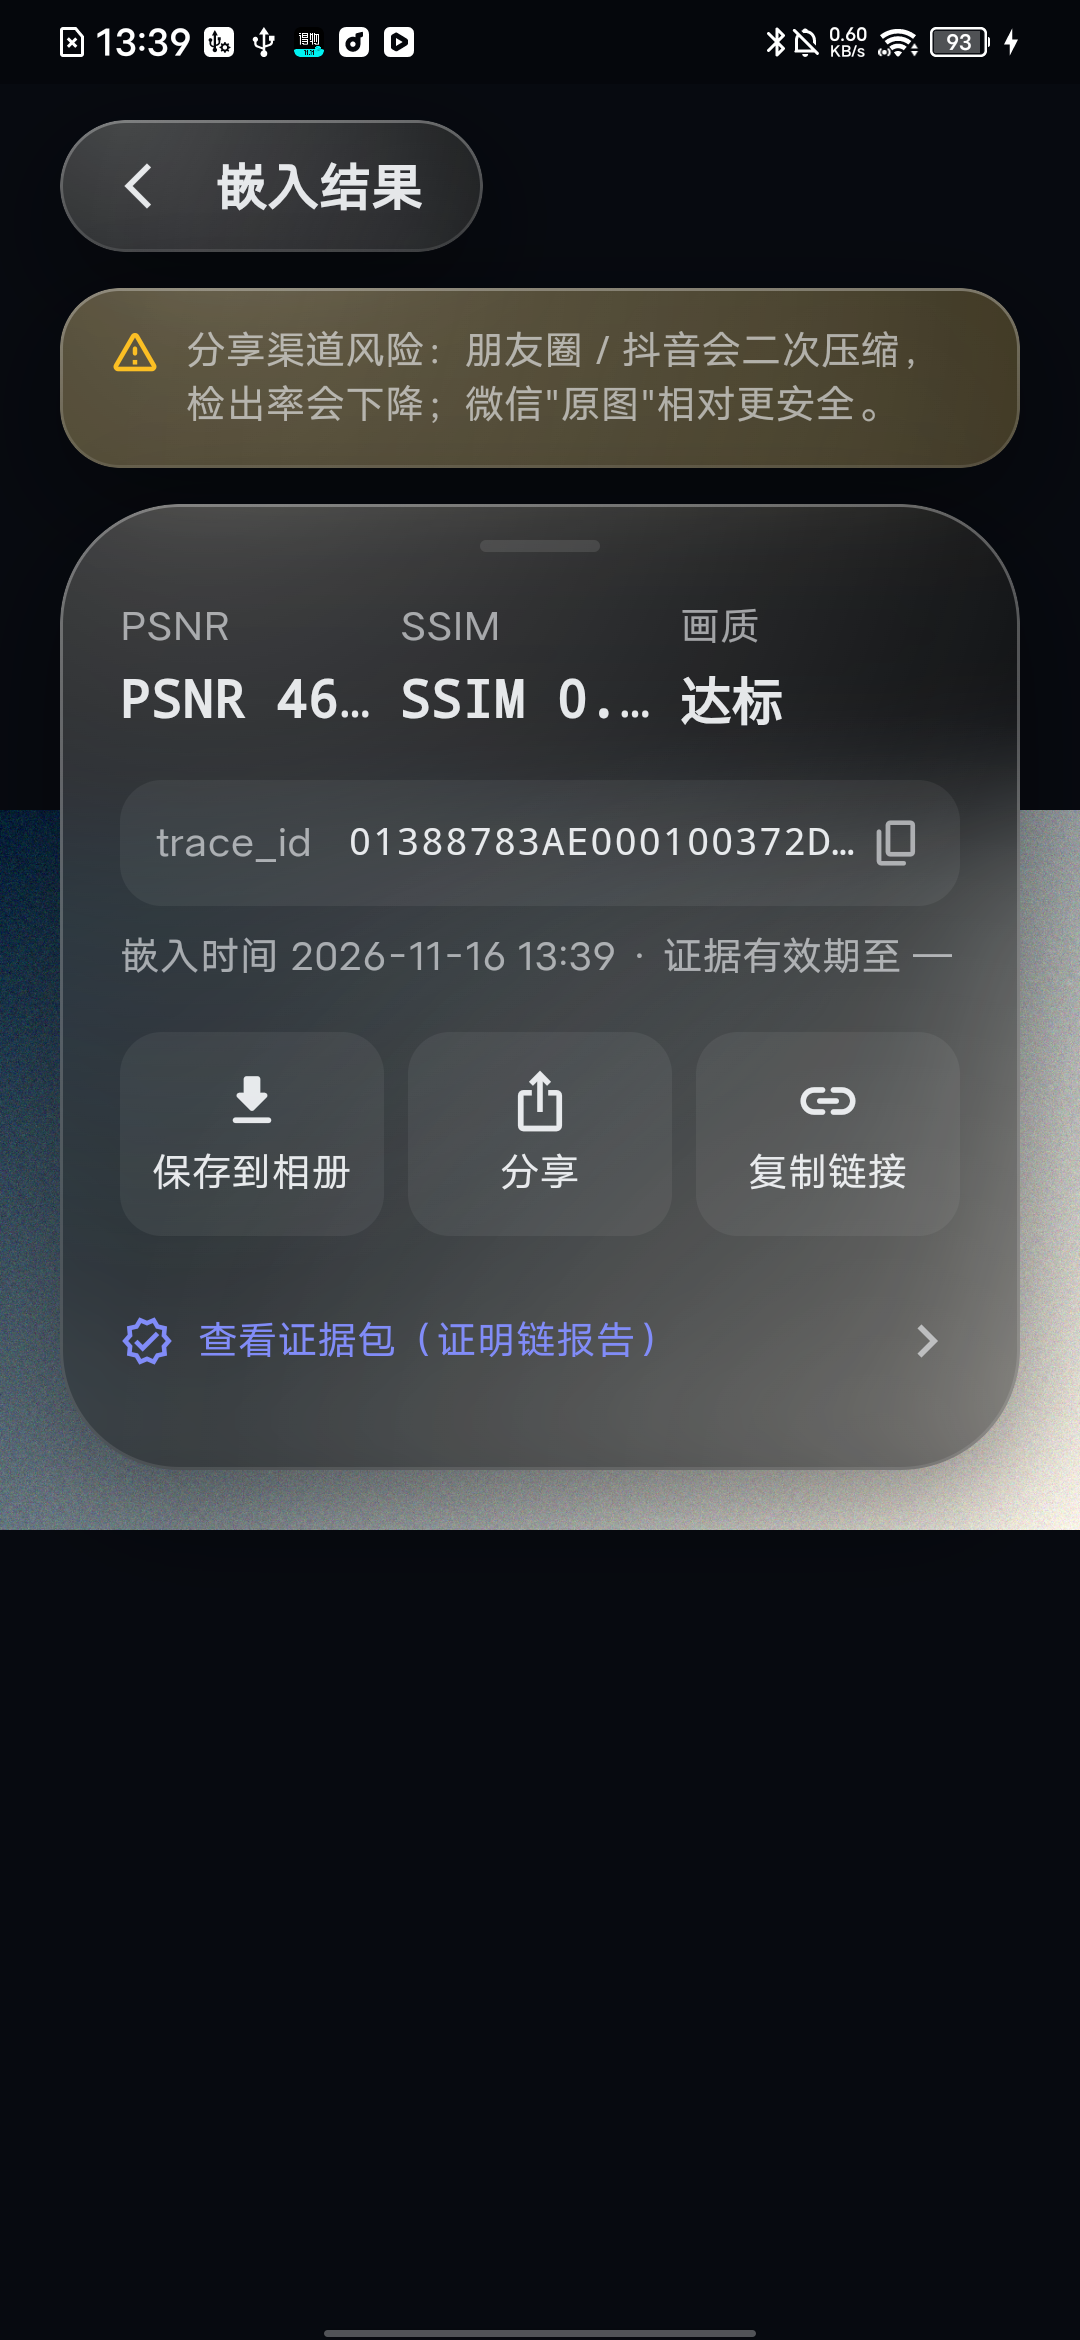 13:39
得物
0.60
KB/s
93
嵌入结果
分享渠道风险：朋友圈 / 抖音会二次压缩，
检出率会下降；微信"原图"相对更安全。
PSNR
SSIM
画质
PSNR 46…
SSIM 0.…
达标
trace_id
01388783AE000100372D…
嵌入时间 2026-11-16 13:39 · 证据有效期至 —
保存到相册
分享
复制链接
查看证据包（证明链报告）